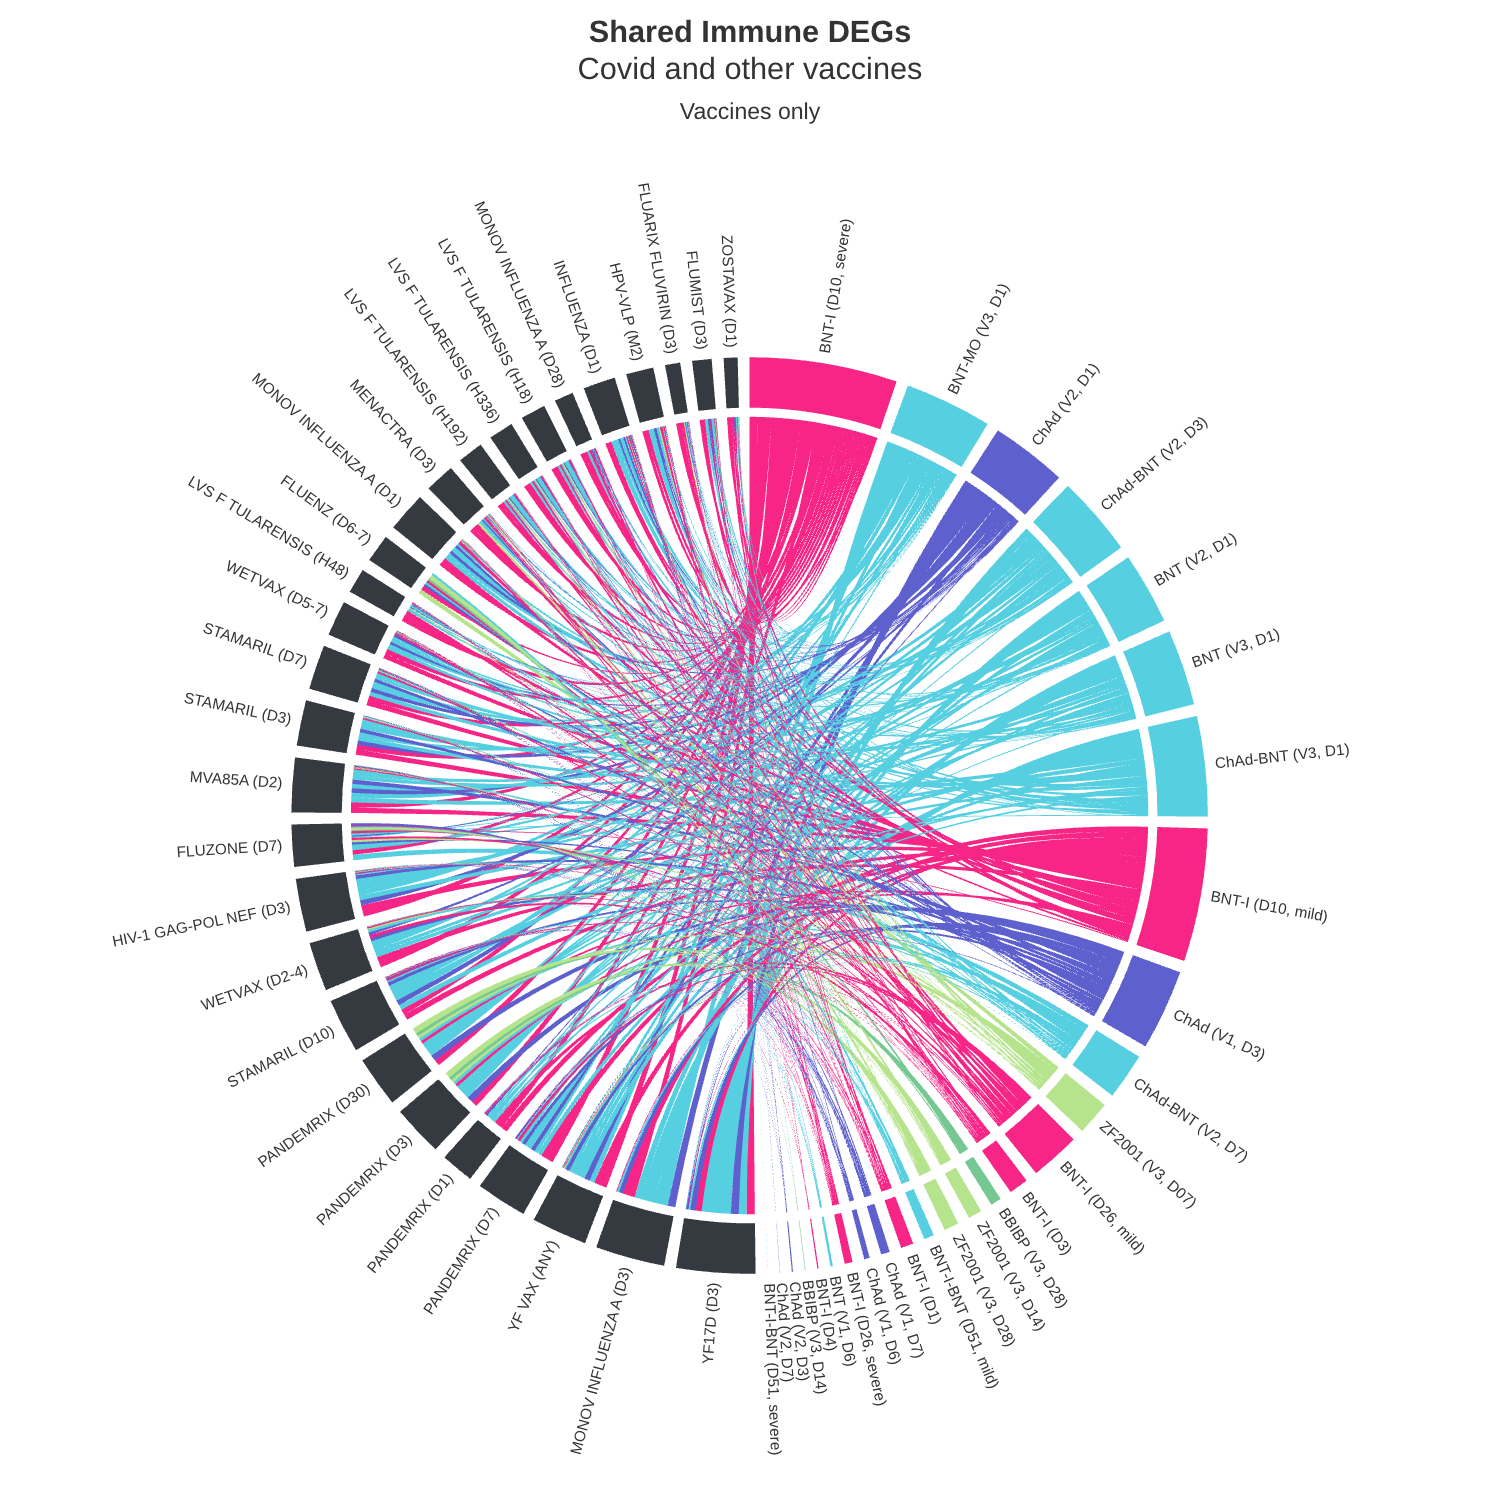 Shared Immune DEGs
Covid and other vaccines
Vaccines only
BNT-I (D10, severe)
BNT-MO (V3, D1)
ChAd (V2, D1)
ChAd-BNT (V2, D3)
BNT (V2, D1)
BNT (V3, D1)
ChAd-BNT (V3, D1)
BNT-I (D10, mild)
ChAd (V1, D3)
ChAd-BNT (V2, D7)
ZF2001 (V3, D07)
BNT-I (D26, mild)
BNT-I (D3)
BBIBP (V3, D28)
ZF2001 (V3, D14)
ZF2001 (V3, D28)
BNT-I-BNT (D51, mild)
BNT-I (D1)
ChAd (V1, D7)
ChAd (V1, D6)
BNT-I (D26, severe)
BNT (V1, D6)
BNT-I (D4)
BBIBP (V3, D14)
ChAd (V2, D3)
ChAd (V2, D7)
BNT-I-BNT (D51, severe)
YF17D (D3)
MONOV INFLUENZA A (D3)
YF VAX (ANY)
PANDEMRIX (D7)
PANDEMRIX (D1)
PANDEMRIX (D3)
PANDEMRIX (D30)
STAMARIL (D10)
WETVAX (D2-4)
HIV-1 GAG-POL NEF (D3)
FLUZONE (D7)
MVA85A (D2)
STAMARIL (D3)
STAMARIL (D7)
WETVAX (D5-7)
LVS F TULARENSIS (H48)
FLUENZ (D6-7)
MONOV INFLUENZA A (D1)
MENACTRA (D3)
LVS F TULARENSIS (H192)
LVS F TULARENSIS (H336)
LVS F TULARENSIS (H18)
MONOV INFLUENZA A (D28)
INFLUENZA (D1)
HPV-VLP (M2)
FLUARIX FLUVIRIN (D3)
FLUMIST (D3)
ZOSTAVAX (D1)